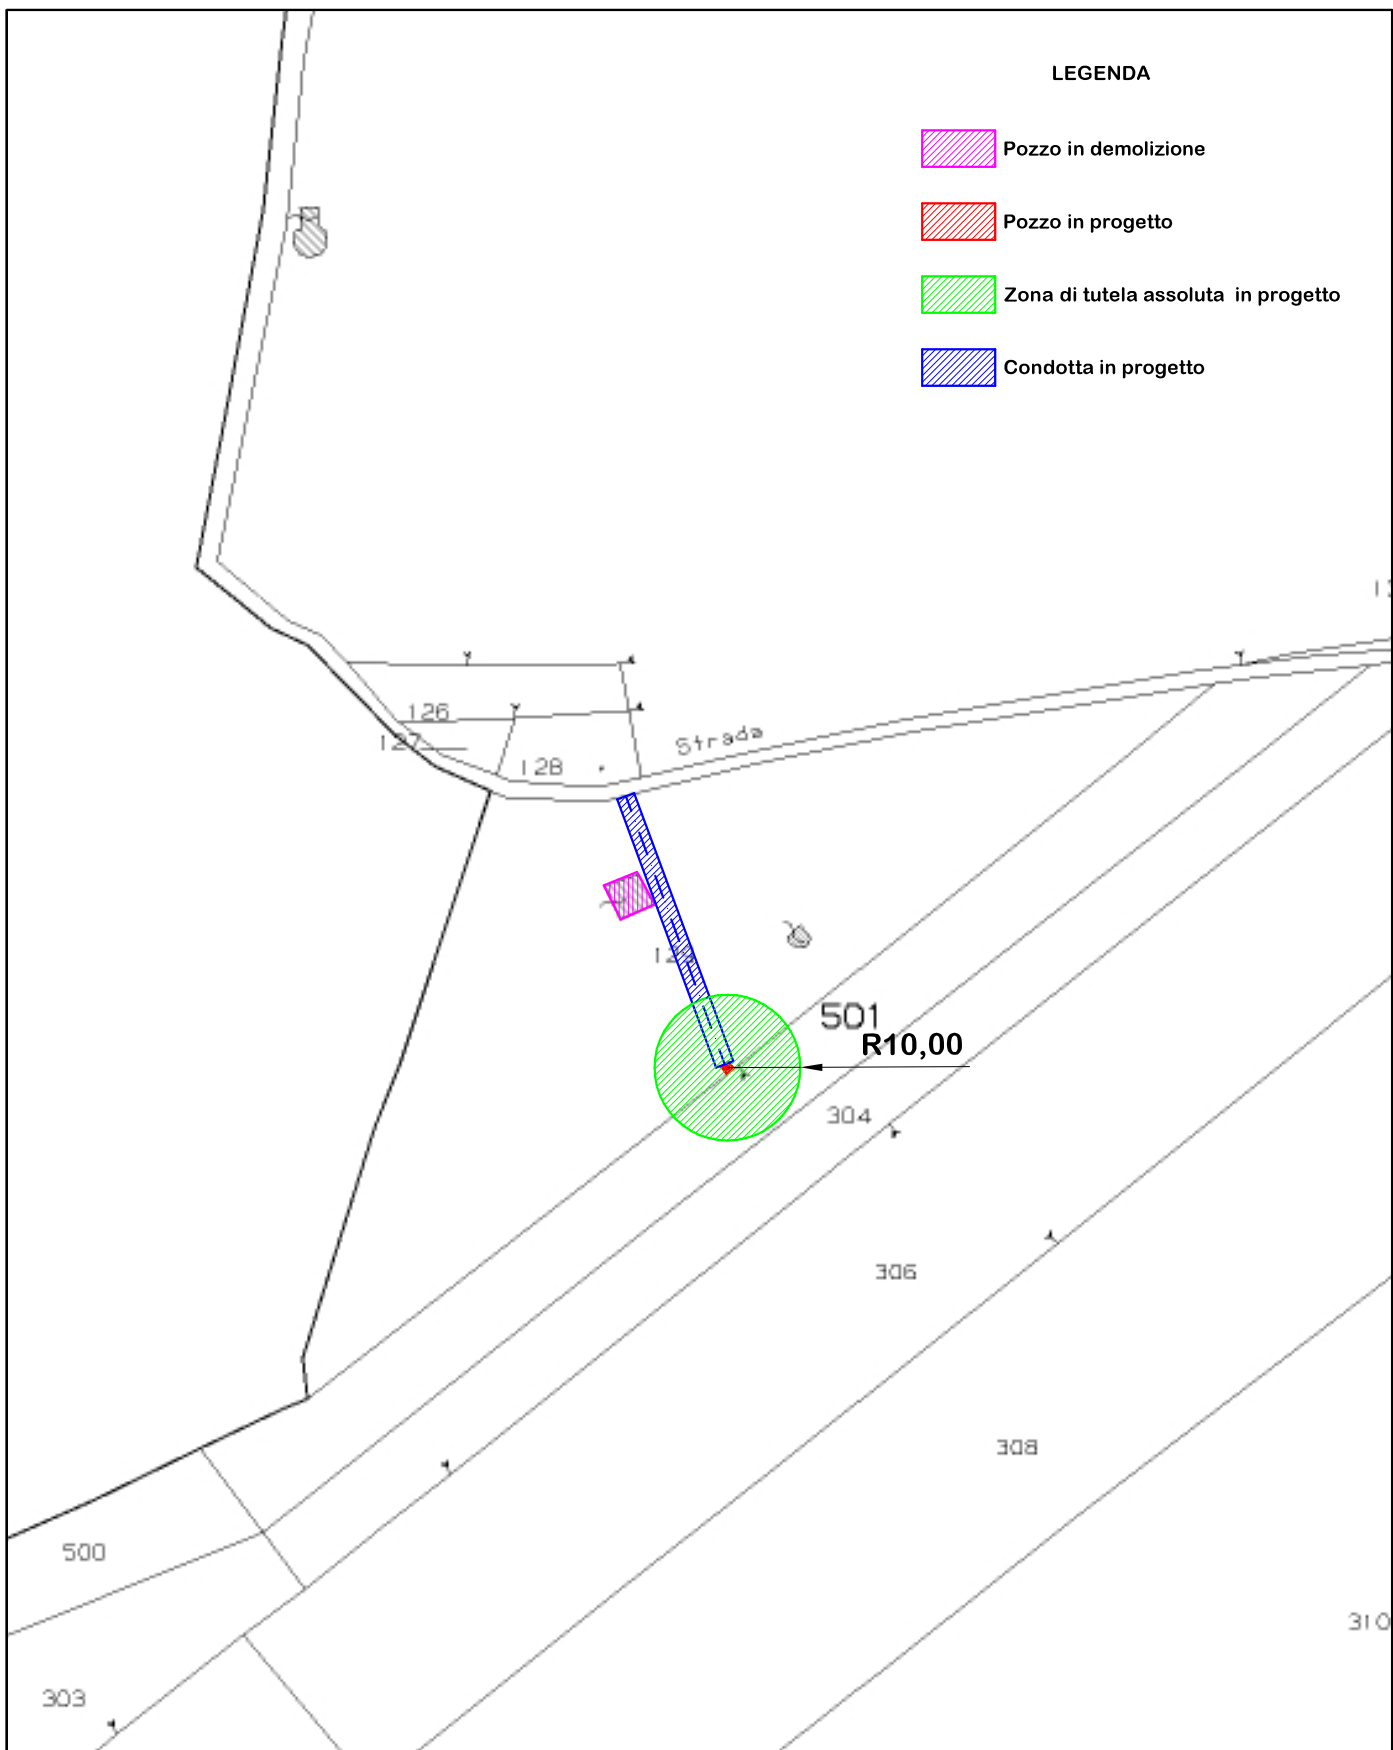 LEGENDA
Pozzo in demolizione
Pozzo in progetto
Zona di tutela assoluta in progetto
Condotta in progetto
126
127
Strada
128
501
R10,00
304
306
308
500
310
303